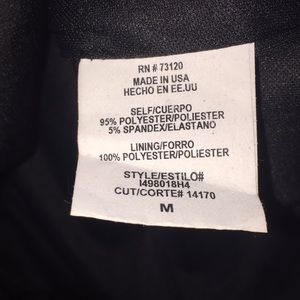 RN # 73120
MADE IN USA
HECHO EN EE.UU
SELF/CUERPO
95% POLYESTER/POLIESTER
5% SPANDEX/ELASTANO
LINING/FORRO
100% POLYESTER/POLIESTER
STYLE/ESTILO#
I498018H4
CUT/CORTE# 14170
M